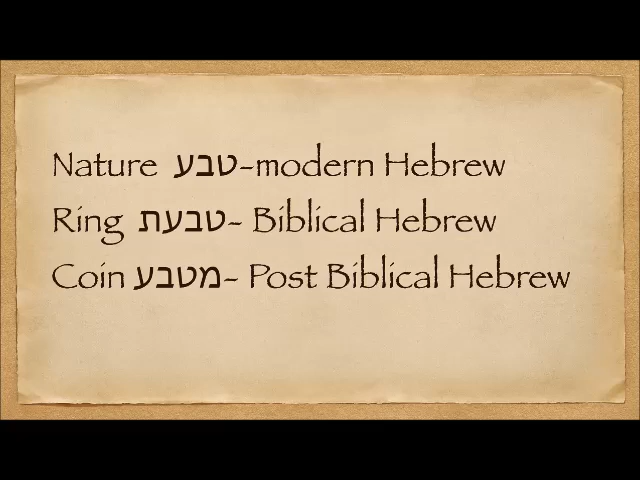 Nature טבע-modern Hebrew
Ring טבעת- Biblical Hebrew
Coin מטבע- Post Biblical Hebrew